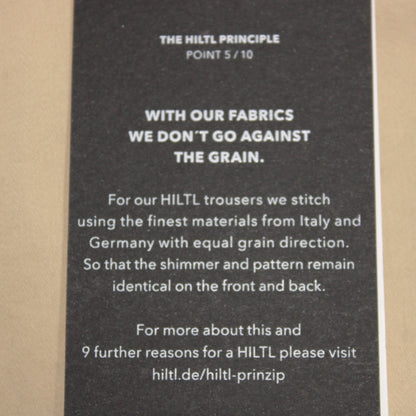 THE HILTL PRINCIPLE
POINT 5 / 10
WITH OUR FABRICS
WE DON´T GO AGAINST
THE GRAIN.
For our HILTL trousers we stitch
using the finest materials from Italy and
Germany with equal grain direction.
So that the shimmer and pattern remain
identical on the front and back.
For more about this and
9 further reasons for a HILTL please visit
hiltl.de/hiltl-prinzip